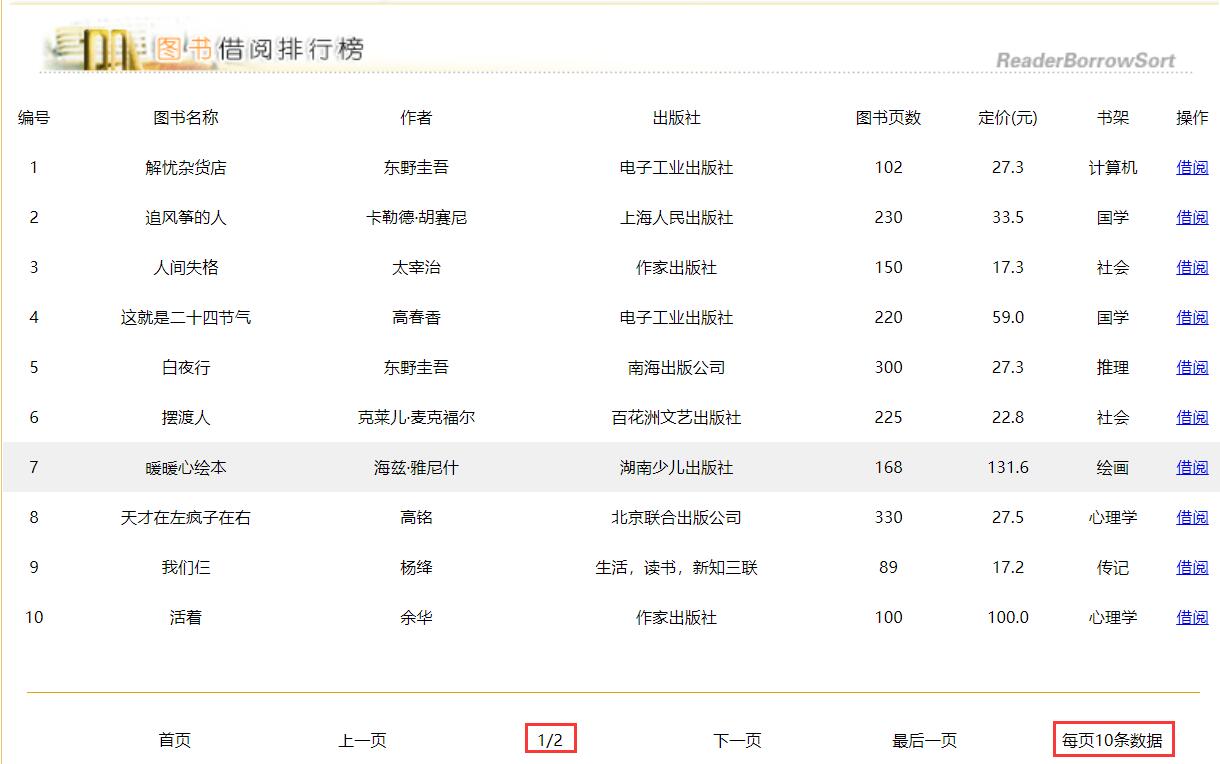 图书借阅排行榜
ReaderBorrowSort
编号 图书名称 作者 出版社 图书页数 定价(元) 书架 操作
1 解忧杂货店 东野圭吾 电子工业出版社 102 27.3 计算机 借阅
2 追风筝的人 卡勒德·胡赛尼 上海人民出版社 230 33.5 国学 借阅
3 人间失格 太宰治 作家出版社 150 17.3 社会 借阅
4 这就是二十四节气 高春香 电子工业出版社 220 59.0 国学 借阅
5 白夜行 东野圭吾 南海出版公司 300 27.3 推理 借阅
6 摆渡人 克莱儿·麦克福尔 百花洲文艺出版社 225 22.8 社会 借阅
7 暖暖心绘本 海兹·雅尼什 湖南少儿出版社 168 131.6 绘画 借阅
8 天才在左疯子在右 高铭 北京联合出版公司 330 27.5 心理学 借阅
9 我们仨 杨绛 生活，读书，新知三联 89 17.2 传记 借阅
10 活着 余华 作家出版社 100 100.0 心理学 借阅
首页 上一页 1/2 下一页 最后一页 每页10条数据